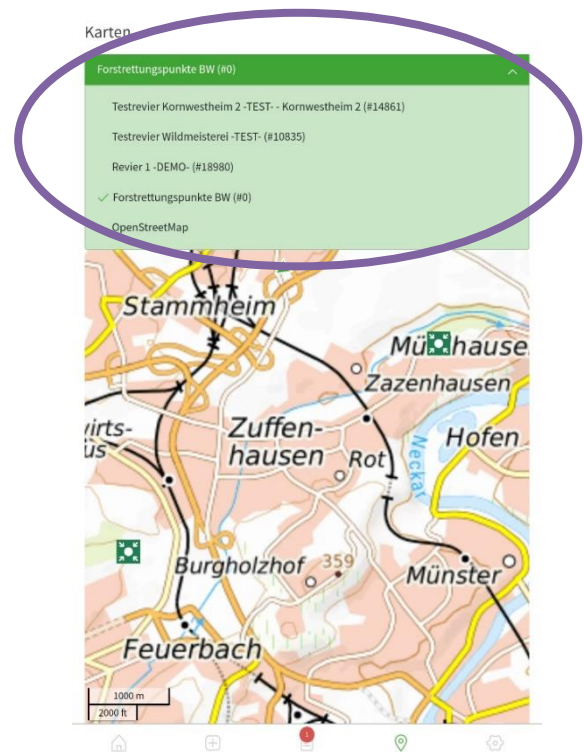 Karten
Forstrettungspunkte BW (#0)
Testrevier Kornwestheim 2 -TEST- - Kornwestheim 2 (#14861)
Testrevier Wildmeisterei -TEST- (#10835)
Revier 1 -DEMO- (#18980)
Forstrettungspunkte BW (#0)
OpenStreetMap
Stammheim
Zazenhausen
Zuffen-
hausen
Rot
Neckar
Hofen
Burgholzhof
359
Münster
Feuerbach
1000 m
2000 ft
1